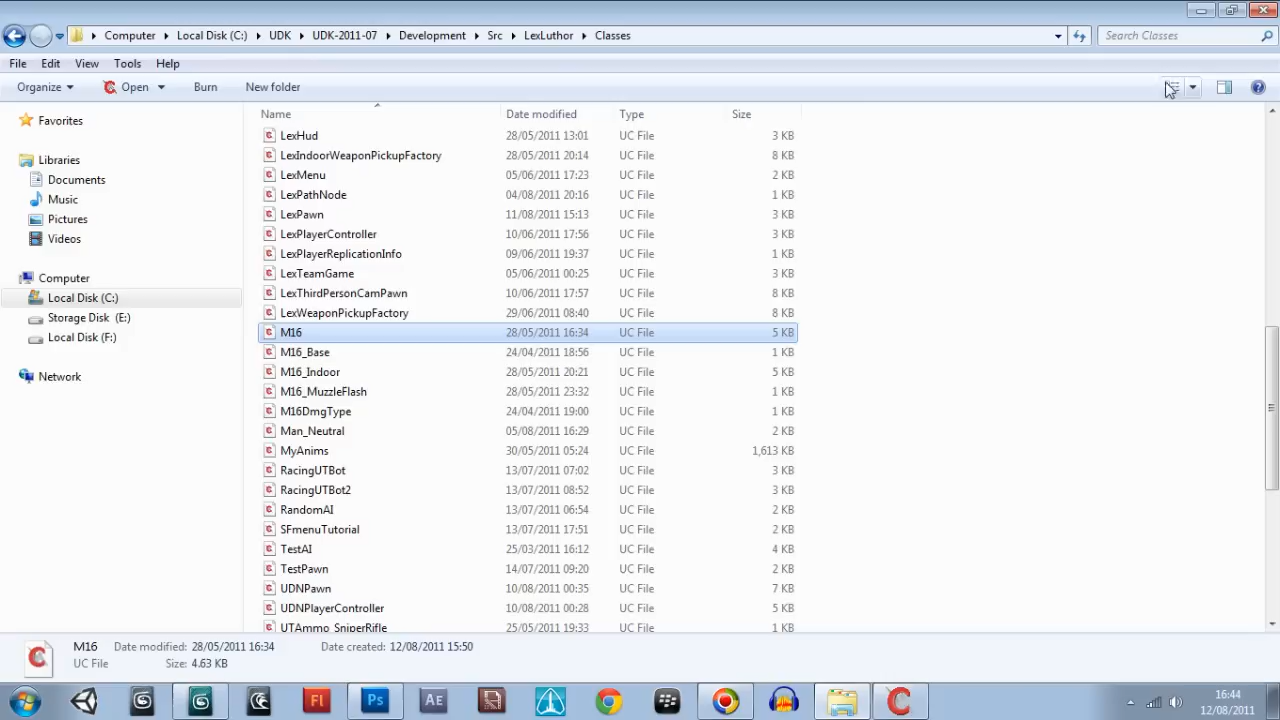 Computer Local Disk (C:) UDK UDK-2011-07 Development Src LexLuthor Classes Search Classes
File Edit View Tools Help
Organize Open Burn New folder
Favorites
Libraries
Documents
Music
Pictures
Videos
Computer
Local Disk (C:)
Storage Disk (E:)
Local Disk (F:)
Network
Name Date modified Type Size
LexHud 28/05/2011 13:01 UC File 3 KB
LexIndoorWeaponPickupFactory 28/05/2011 20:14 UC File 8 KB
LexMenu 05/06/2011 17:23 UC File 2 KB
LexPathNode 04/08/2011 20:16 UC File 1 KB
LexPawn 11/08/2011 15:13 UC File 3 KB
LexPlayerController 10/06/2011 17:56 UC File 3 KB
LexPlayerReplicationInfo 09/06/2011 19:37 UC File 1 KB
LexTeamGame 05/06/2011 00:25 UC File 3 KB
LexThirdPersonCamPawn 10/06/2011 17:57 UC File 8 KB
LexWeaponPickupFactory 29/06/2011 08:40 UC File 8 KB
M16 28/05/2011 16:34 UC File 5 KB
M16_Base 24/04/2011 18:56 UC File 1 KB
M16_Indoor 28/05/2011 20:21 UC File 5 KB
M16_MuzzleFlash 28/05/2011 23:32 UC File 1 KB
M16DmgType 24/04/2011 19:00 UC File 1 KB
Man_Neutral 05/08/2011 16:29 UC File 2 KB
MyAnims 30/05/2011 05:24 UC File 1,613 KB
RacingUTBot 13/07/2011 07:02 UC File 3 KB
RacingUTBot2 13/07/2011 08:52 UC File 3 KB
RandomAI 13/07/2011 06:54 UC File 2 KB
SFmenuTutorial 13/07/2011 17:51 UC File 2 KB
TestAI 25/03/2011 16:12 UC File 4 KB
TestPawn 14/07/2011 09:20 UC File 2 KB
UDNPawn 10/08/2011 00:35 UC File 7 KB
UDNPlayerController 10/08/2011 00:28 UC File 5 KB
UTAmmo_SniperRifle 25/05/2011 19:33 UC File 1 KB
M16 Date modified: 28/05/2011 16:34 Date created: 12/08/2011 15:50
UC File Size: 4.63 KB
Fl Ps Ae
16:44
12/08/2011